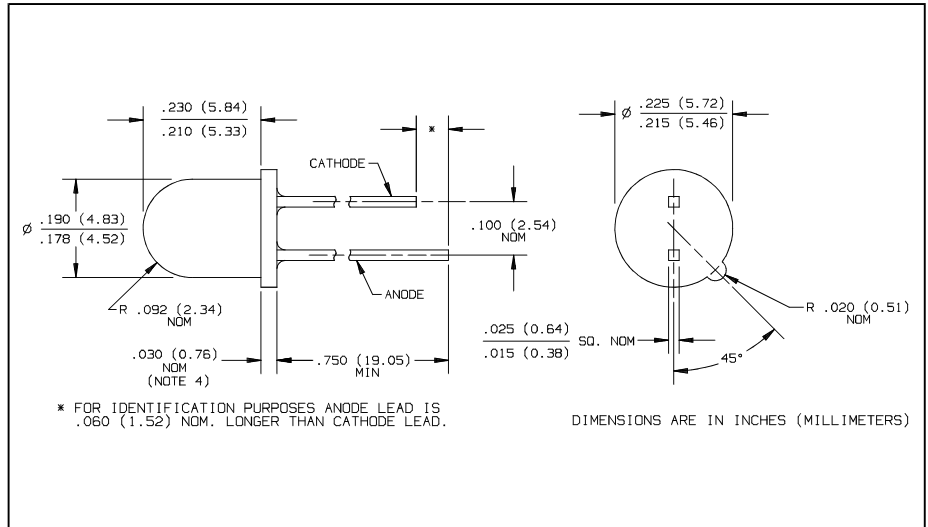 .230 (5.84)
.210 (5.33)
*
CATHODE
Ø .190 (4.83)
.178 (4.52)
.100 (2.54)
NOM
ANODE
R .092 (2.34)
NOM
.030 (0.76)
NOM
(NOTE 4)
.750 (19.05)
MIN
* FOR IDENTIFICATION PURPOSES ANODE LEAD IS
.060 (1.52) NOM. LONGER THAN CATHODE LEAD.
Ø .225 (5.72)
.215 (5.46)
R .020 (0.51)
NOM
.025 (0.64)
.015 (0.38)
SQ. NOM
45°
DIMENSIONS ARE IN INCHES (MILLIMETERS)